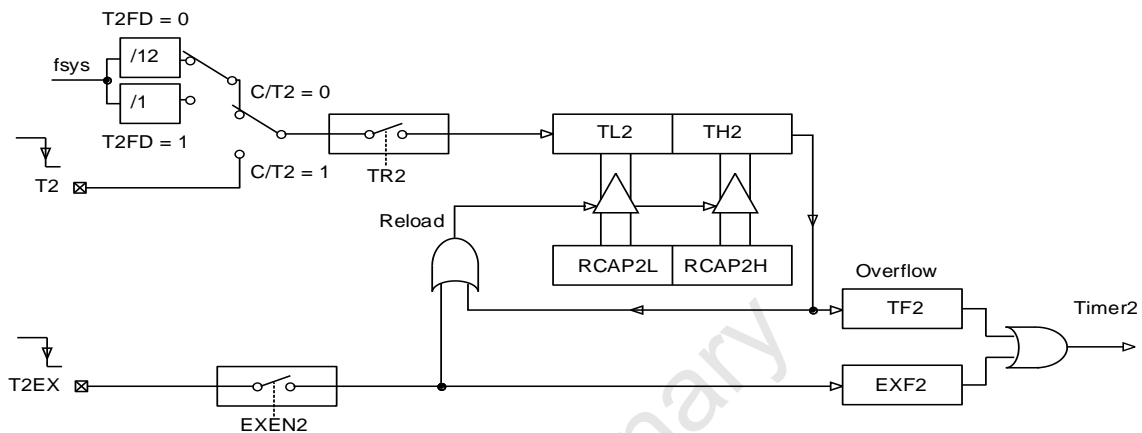 T2FD = 0
/12
fsys
C/T2 = 0
/1
T2FD = 1
TL2 TH2
T2
C/T2 = 1
TR2
Reload
RCAP2L RCAP2H
Overflow
TF2
Timer2
T2EX
EXF2
EXEN2